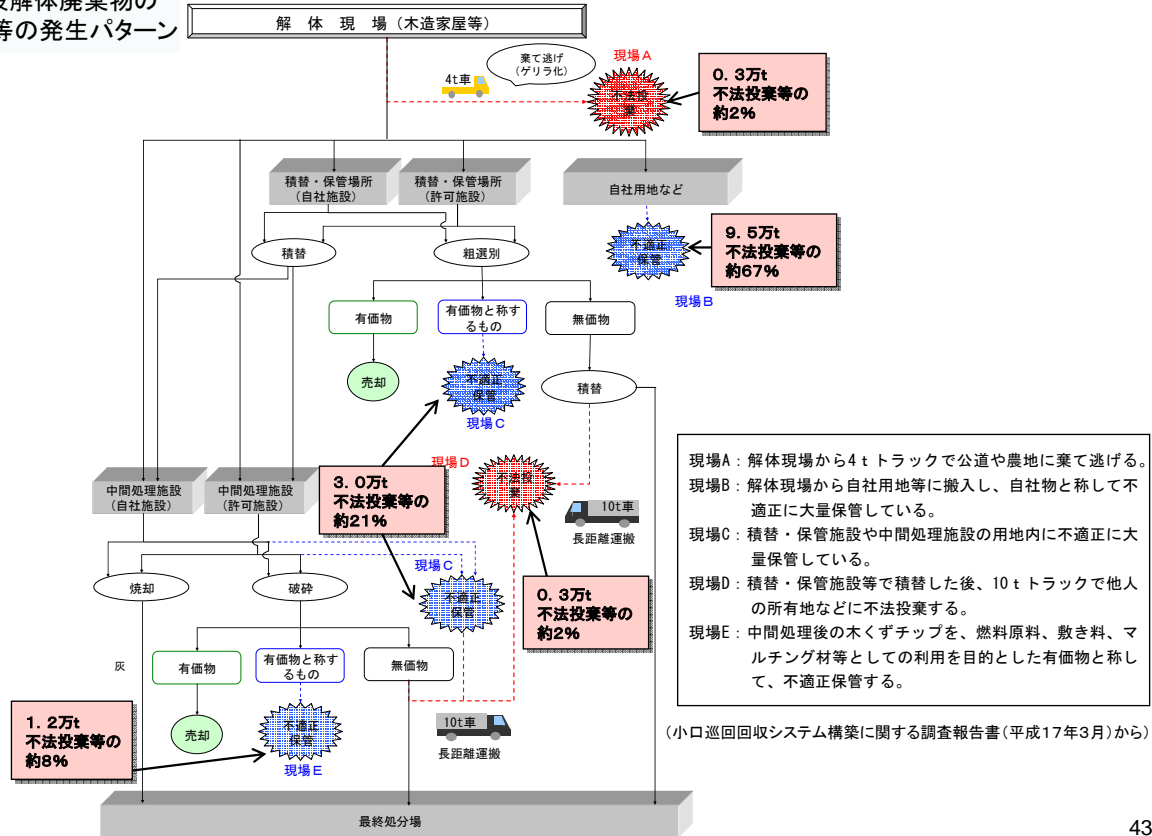 設解体廃棄物の
等の発生パターン
解 体 現 場（木造家屋等）
棄て逃げ
（ゲリラ化）
4t車
現場A
不法投
棄
0．3万t
不法投棄等の
約2%
積替・保管場所
（自社施設）
積替・保管場所
（許可施設）
自社用地など
積替
粗選別
不適正
保管
9．5万t
不法投棄等の
約67%
現場B
有価物
有価物と称す
るもの
無価物
売却
不適正
保管
現場C
積替
中間処理施設
（自社施設）
中間処理施設
（許可施設）
3．0万t
不法投棄等の
約21%
現場D
不法投
棄
10t車
長距離運搬
焼却
破砕
現場C
不適正
保管
0．3万t
不法投棄等の
約2%
灰
有価物
有価物と称す
るもの
無価物
売却
不適正
保管
現場E
10t車
長距離運搬
1．2万t
不法投棄等の
約8%
最終処分場
現場A：解体現場から4ｔトラックで公道や農地に棄て逃げる。
現場B：解体現場から自社用地等に搬入し、自社物と称して不
適正に大量保管している。
現場C：積替・保管施設や中間処理施設の用地内に不適正に大
量保管している。
現場D：積替・保管施設等で積替した後、10ｔトラックで他人
の所有地などに不法投棄する。
現場E：中間処理後の木くずチップを、燃料原料、敷き料、マ
ルチング材等としての利用を目的とした有価物と称し
て、不適正保管する。
（小口巡回回収システム構築に関する調査報告書（平成17年3月）から）
43